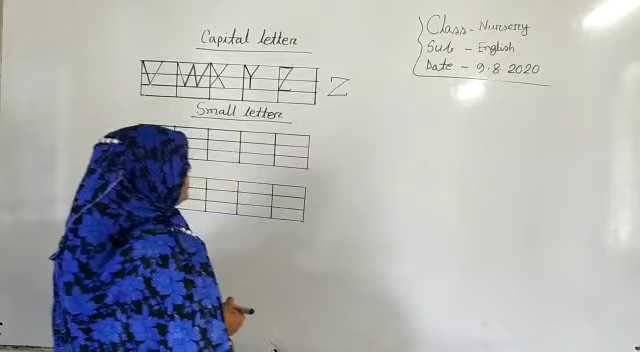 Capital letter
V W X Y Z Z
Small letter
Class - Nursery
Sub - English
Date - 9.8.2020